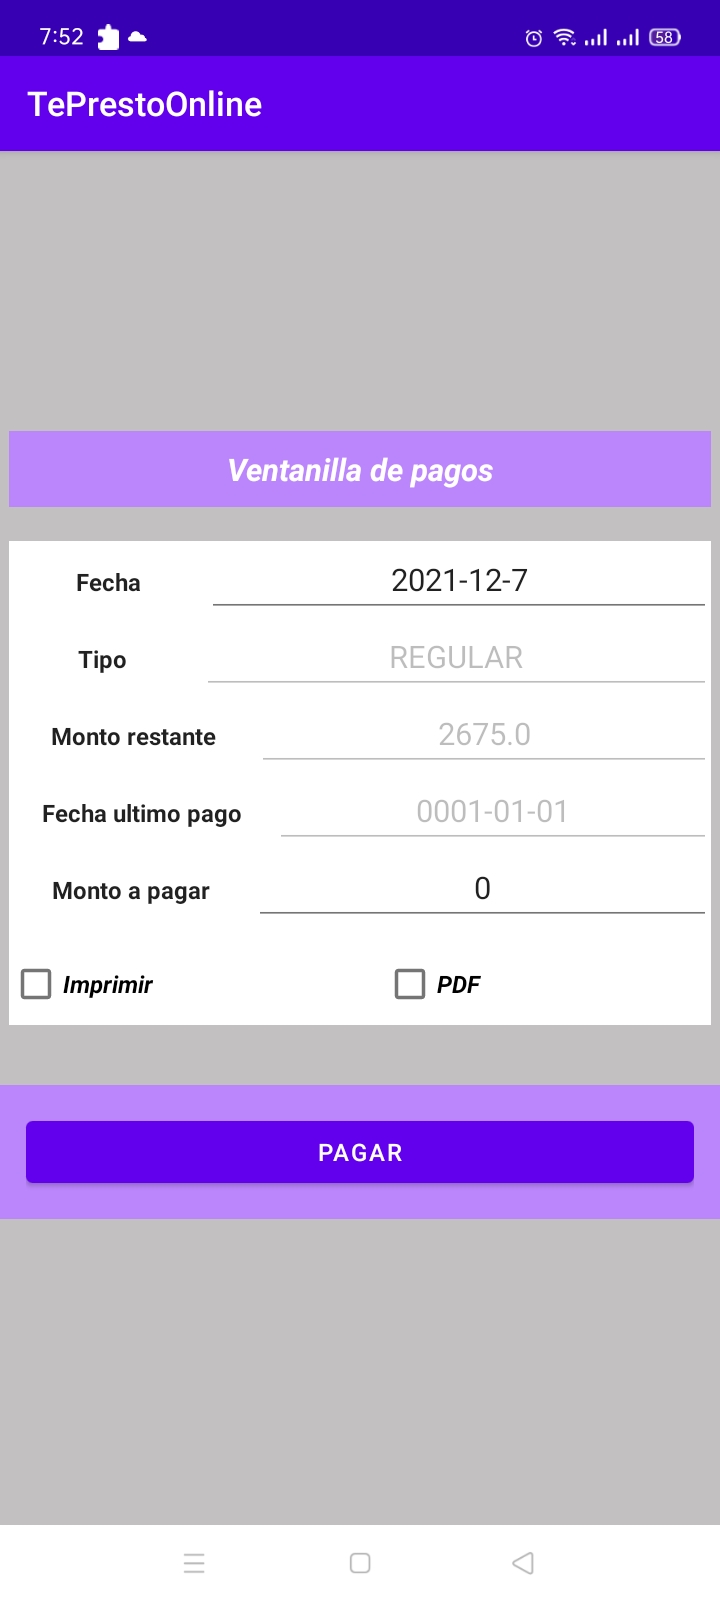 7:52 58
TePrestoOnline
Ventanilla de pagos
Fecha 2021-12-7
Tipo REGULAR
Monto restante 2675.0
Fecha ultimo pago 0001-01-01
Monto a pagar 0
Imprimir PDF
PAGAR